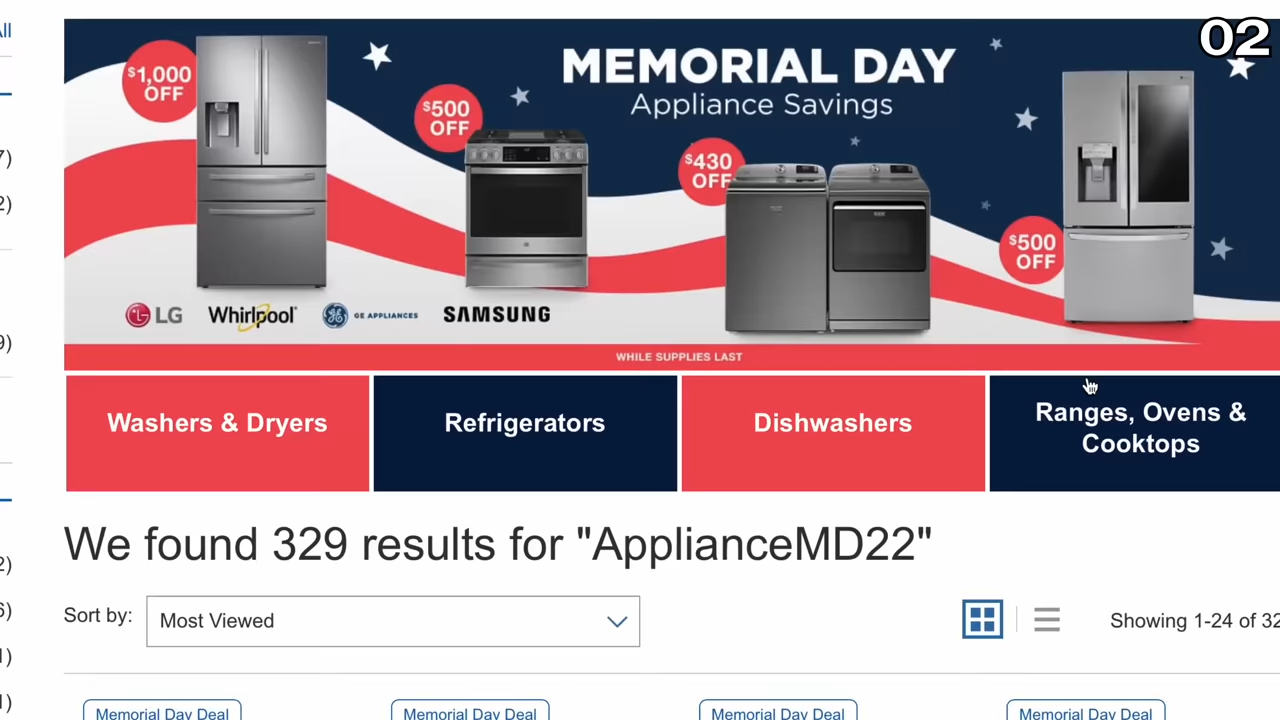 02
MEMORIAL DAY
Appliance Savings
$1,000
OFF
$500
OFF
$430
OFF
$500
OFF
LG
Whirlpool
GE APPLIANCES
SAMSUNG
WHILE SUPPLIES LAST
Washers & Dryers
Refrigerators
Dishwashers
Ranges, Ovens &
Cooktops
We found 329 results for "ApplianceMD22"
Sort by:
Most Viewed
Showing 1-24 of 32
Memorial Day Deal
Memorial Day Deal
Memorial Day Deal
Memorial Day Deal